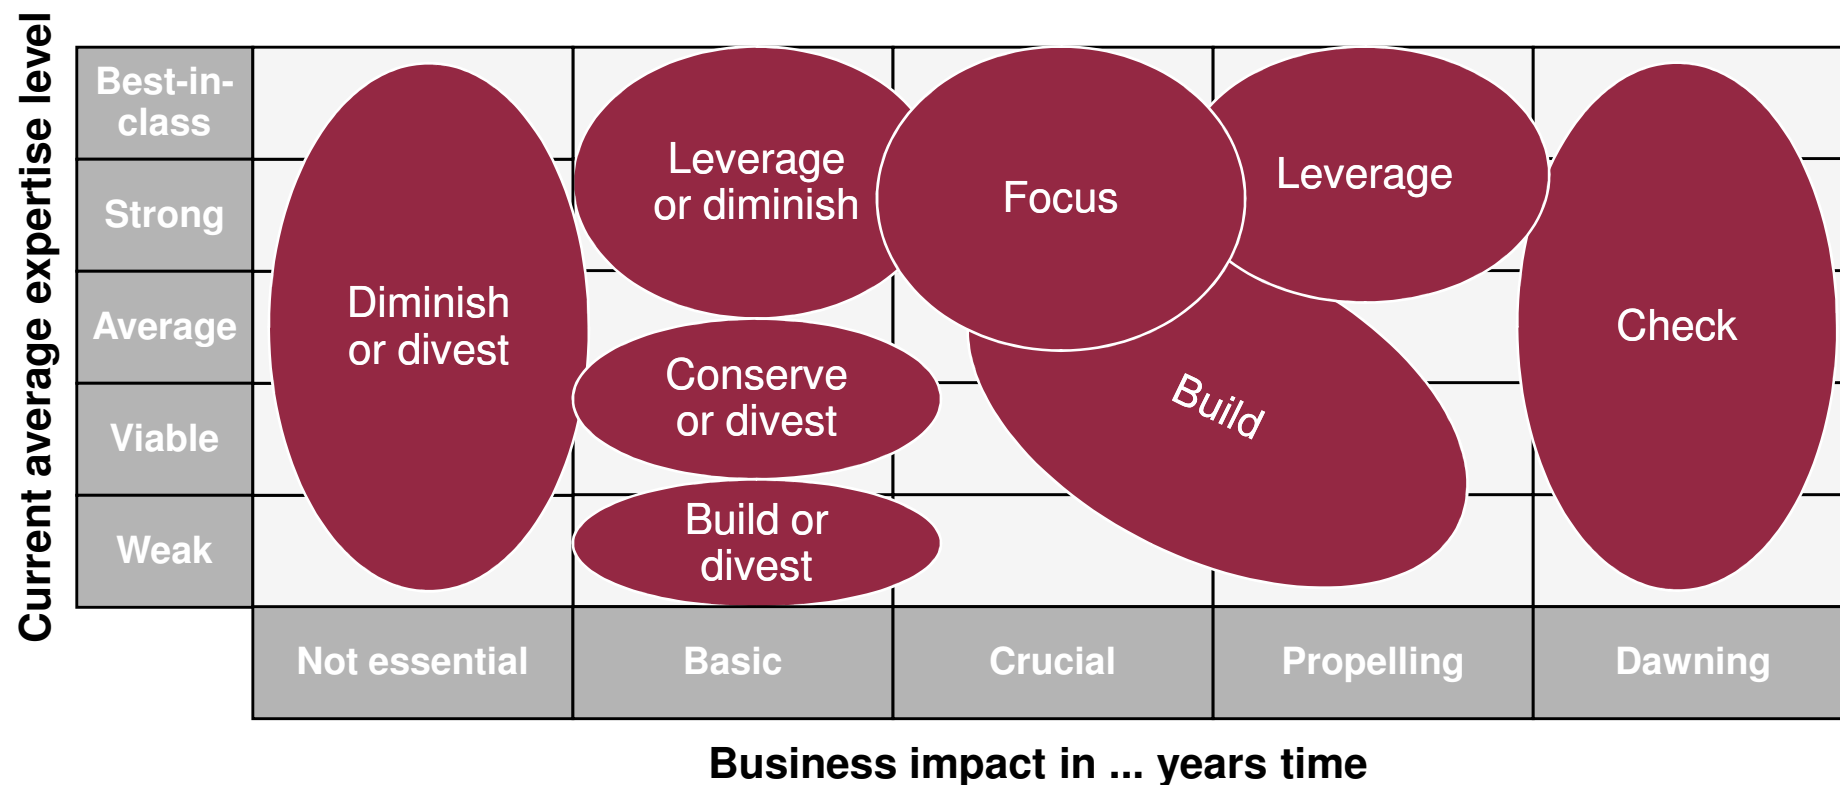 Current average expertise level
Best-in-
class
Strong
Average
Viable
Weak
Diminish
or divest
Leverage
or diminish
Conserve
or divest
Build or
divest
Focus
Leverage
Build
Check
Not essential
Basic
Crucial
Propelling
Dawning
Business impact in ... years time